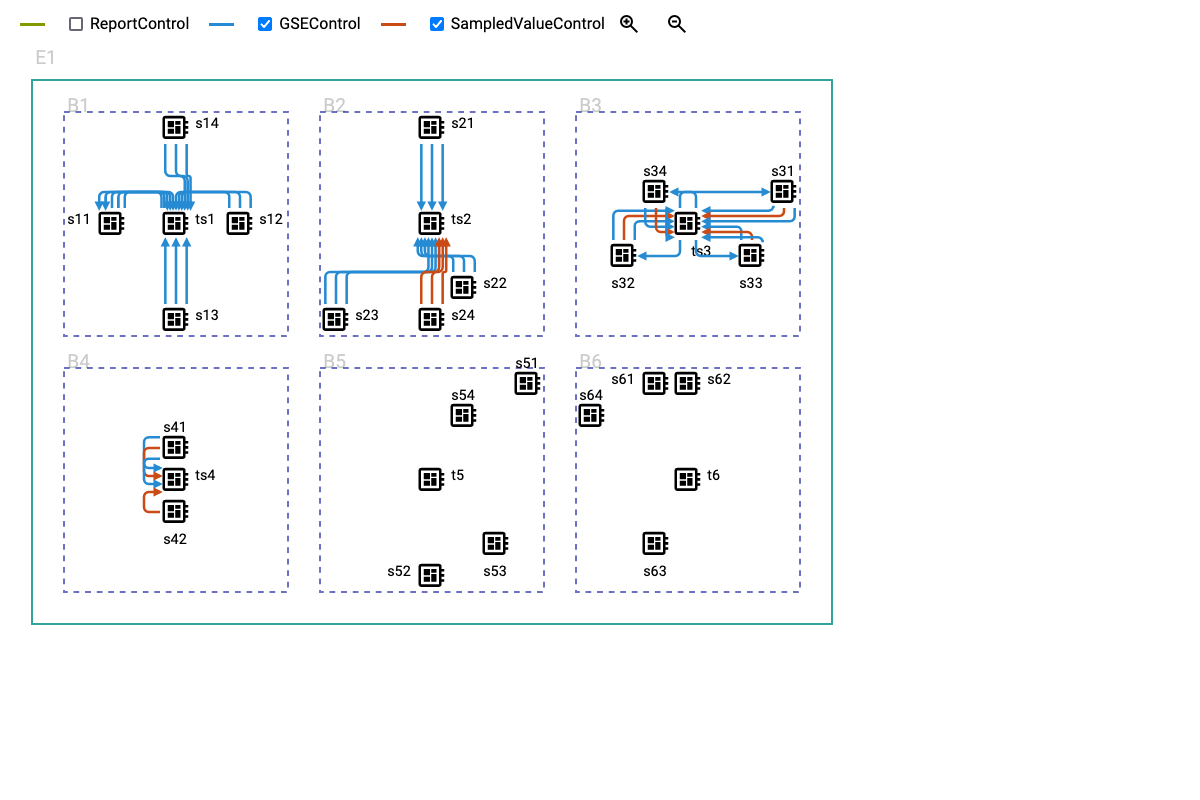 ReportControl GSEControl SampledValueControl
E1
B1 B2 B3
s14 s21
s34 s31
s11 ts1 s12 ts2
ts3
s32 s33
s22
s13 s23 s24
B4 B5 B6
s51
s61 s62
s54 s64
s41
ts4 t5 t6
s42
s52 s53 s63